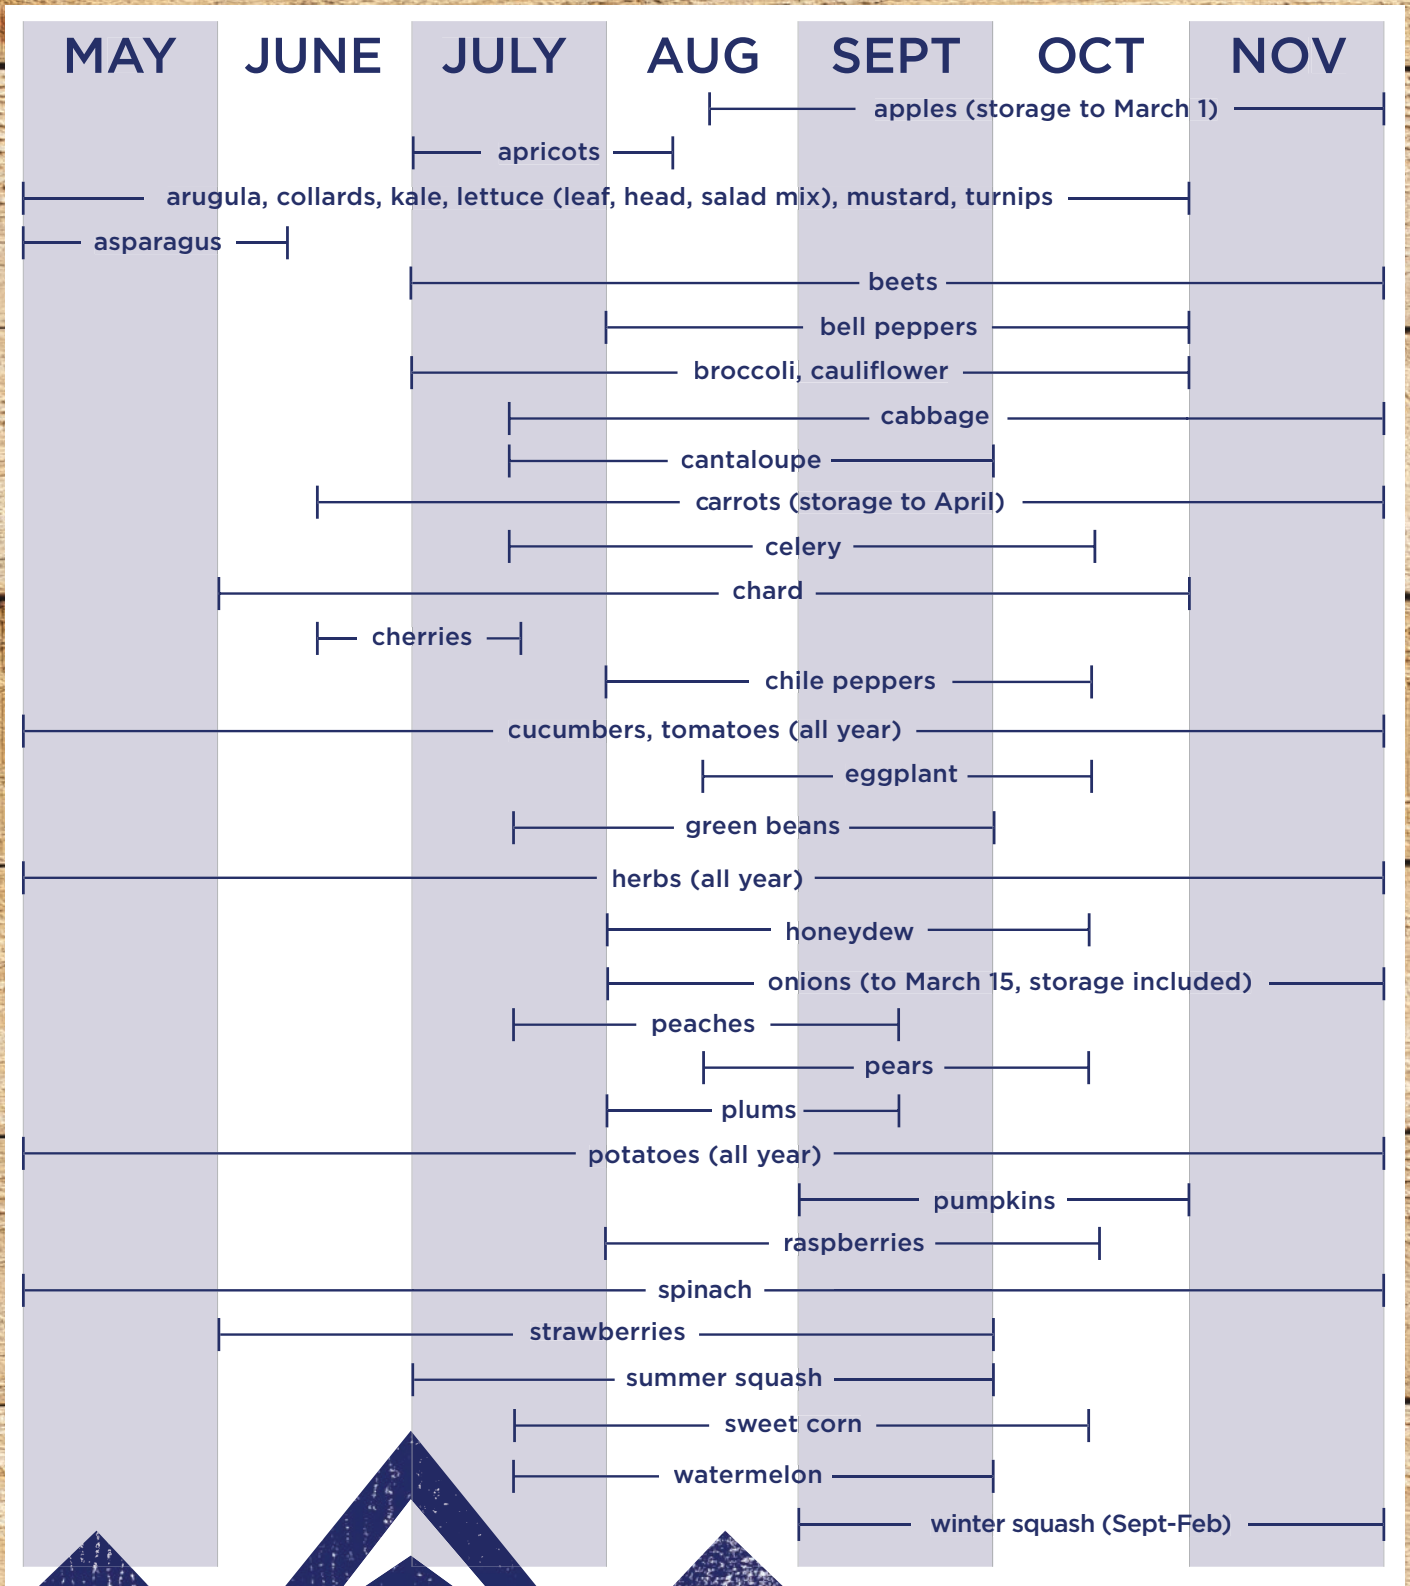 MAY JUNE JULY AUG SEPT OCT NOV
apples (storage to March 1)
apricots
arugula, collards, kale, lettuce (leaf, head, salad mix), mustard, turnips
asparagus
beets
bell peppers
broccoli, cauliflower
cabbage
cantaloupe
carrots (storage to April)
celery
chard
cherries
chile peppers
cucumbers, tomatoes (all year)
eggplant
green beans
herbs (all year)
honeydew
onions (to March 15, storage included)
peaches
pears
plums
potatoes (all year)
pumpkins
raspberries
spinach
strawberries
summer squash
sweet corn
watermelon
winter squash (Sept-Feb)